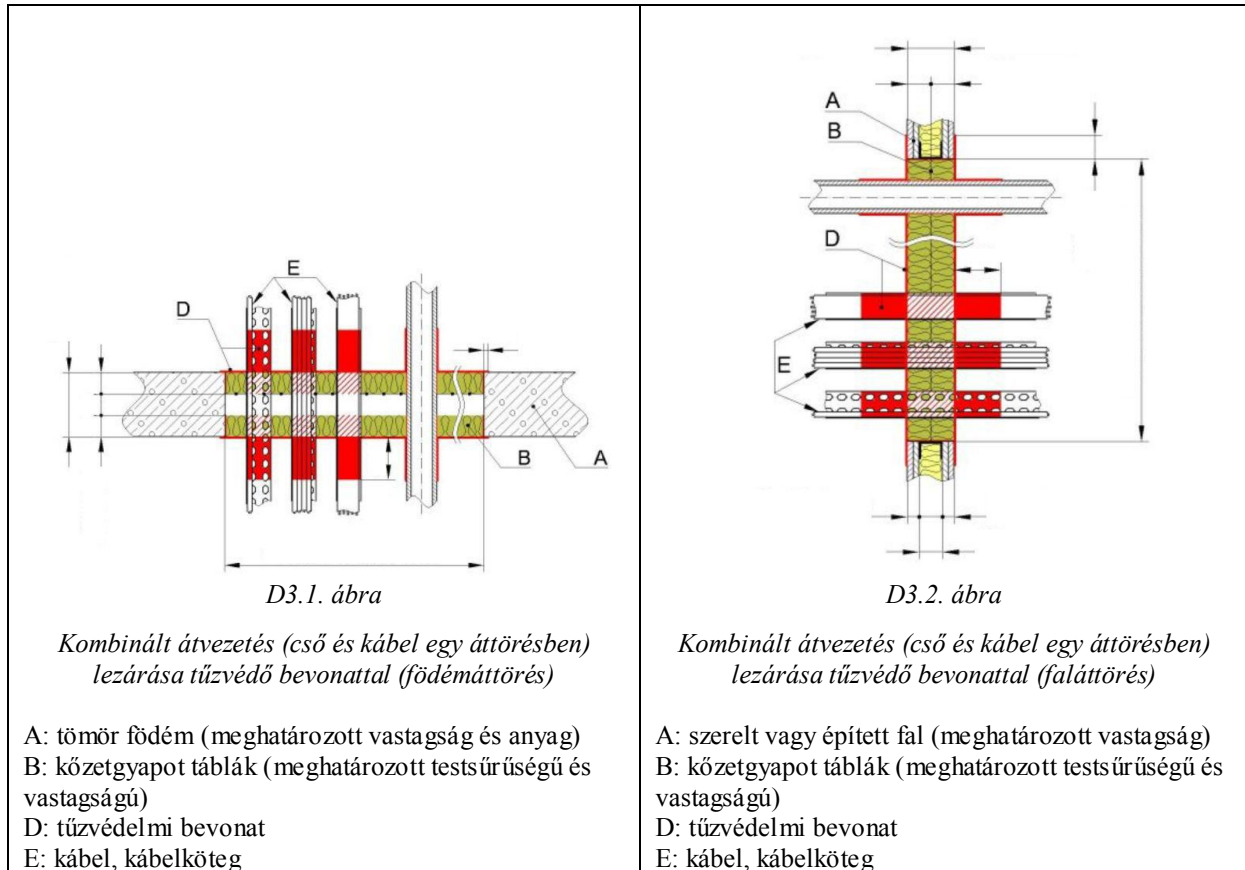 E
D
B
A
D3.1. ábra
Kombinált átvezetés (cső és kábel egy áttörésben)
lezárása tűzvédő bevonattal (födémáttörés)
A: tömör födém (meghatározott vastagság és anyag)
B: kőzetgyapot táblák (meghatározott testsűrűségű és
vastagságú)
D: tűzvédelmi bevonat
E: kábel, kábelköteg
A
B
D
E
D3.2. ábra
Kombinált átvezetés (cső és kábel egy áttörésben)
lezárása tűzvédő bevonattal (faláttörés)
A: szerelt vagy épített fal (meghatározott vastagság)
B: kőzetgyapot táblák (meghatározott testsűrűségű és
vastagságú)
D: tűzvédelmi bevonat
E: kábel, kábelköteg